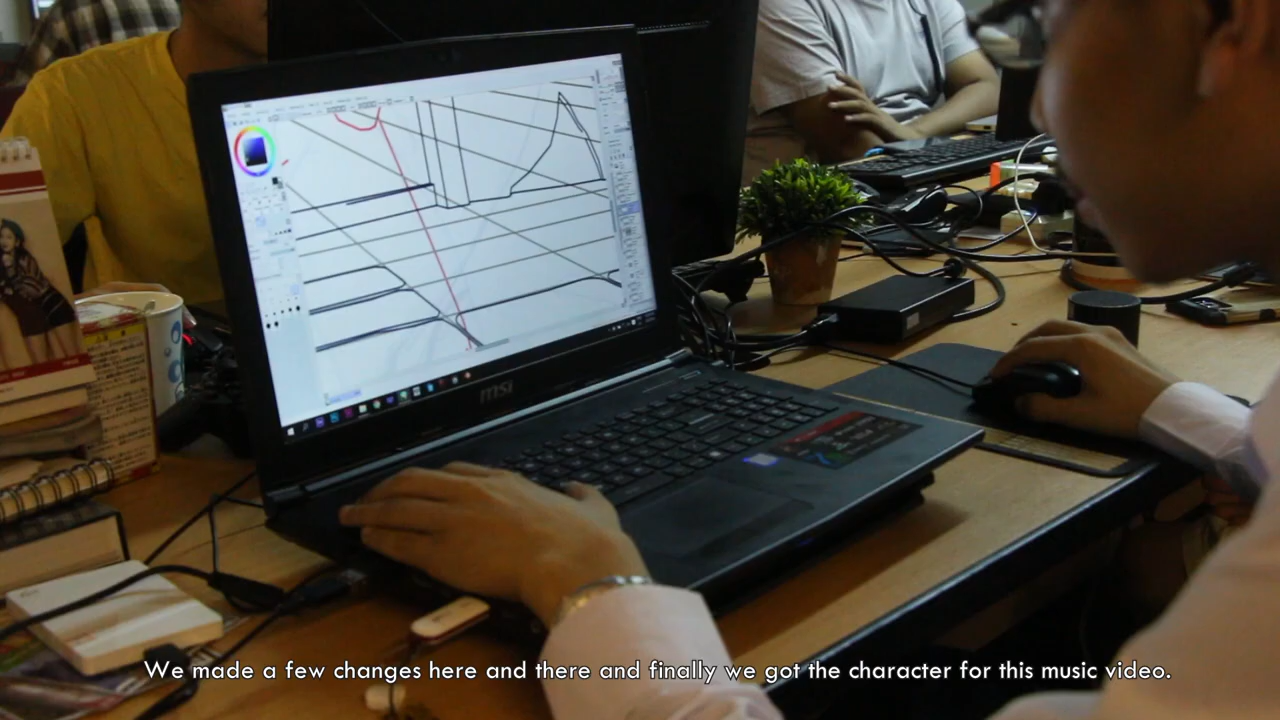 msi
We made a few changes here and there and finally we got the character for this music video.